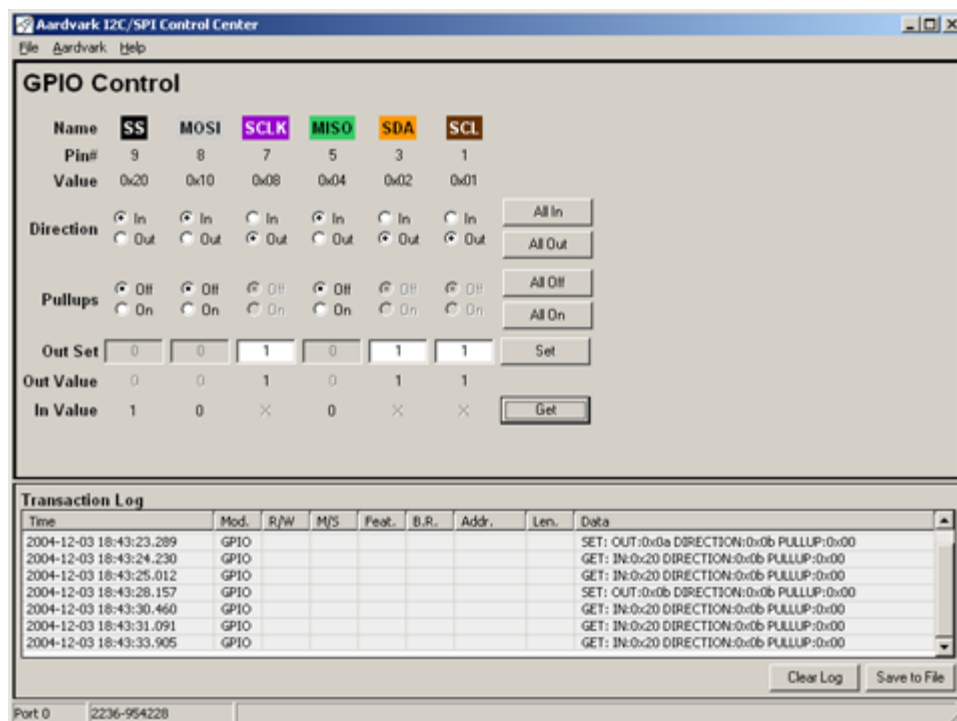 Aardvark I2C/SPI Control Center
File Aardvark Help
GPIO Control
Name SS MOSI SCLK MISO SDA SCL
Pin# 9 8 7 5 3 1
Value 0x20 0x10 0x08 0x04 0x02 0x01
Direction
In In In In In In All In
Out Out Out Out Out Out All Out
Pullups
Off Off Off Off Off Off All Off
On On On On On On All On
Out Set 0 0 1 0 1 1 Set
Out Value 0 0 1 0 1 1
In Value 1 0 X 0 X X Get
Transaction Log
Time Mod. R/W M/S Feat. B.R. Addr. Len. Data
2004-12-03 18:43:23.289 GPIO SET: OUT:0x0a DIRECTION:0x0b PULLUP:0x00
2004-12-03 18:43:24.230 GPIO GET: IN:0x20 DIRECTION:0x0b PULLUP:0x00
2004-12-03 18:43:25.012 GPIO GET: IN:0x20 DIRECTION:0x0b PULLUP:0x00
2004-12-03 18:43:28.157 GPIO SET: OUT:0x0b DIRECTION:0x0b PULLUP:0x00
2004-12-03 18:43:30.460 GPIO GET: IN:0x20 DIRECTION:0x0b PULLUP:0x00
2004-12-03 18:43:31.091 GPIO GET: IN:0x20 DIRECTION:0x0b PULLUP:0x00
2004-12-03 18:43:33.905 GPIO GET: IN:0x20 DIRECTION:0x0b PULLUP:0x00
Clear Log Save to File
Port 0 2236-954228